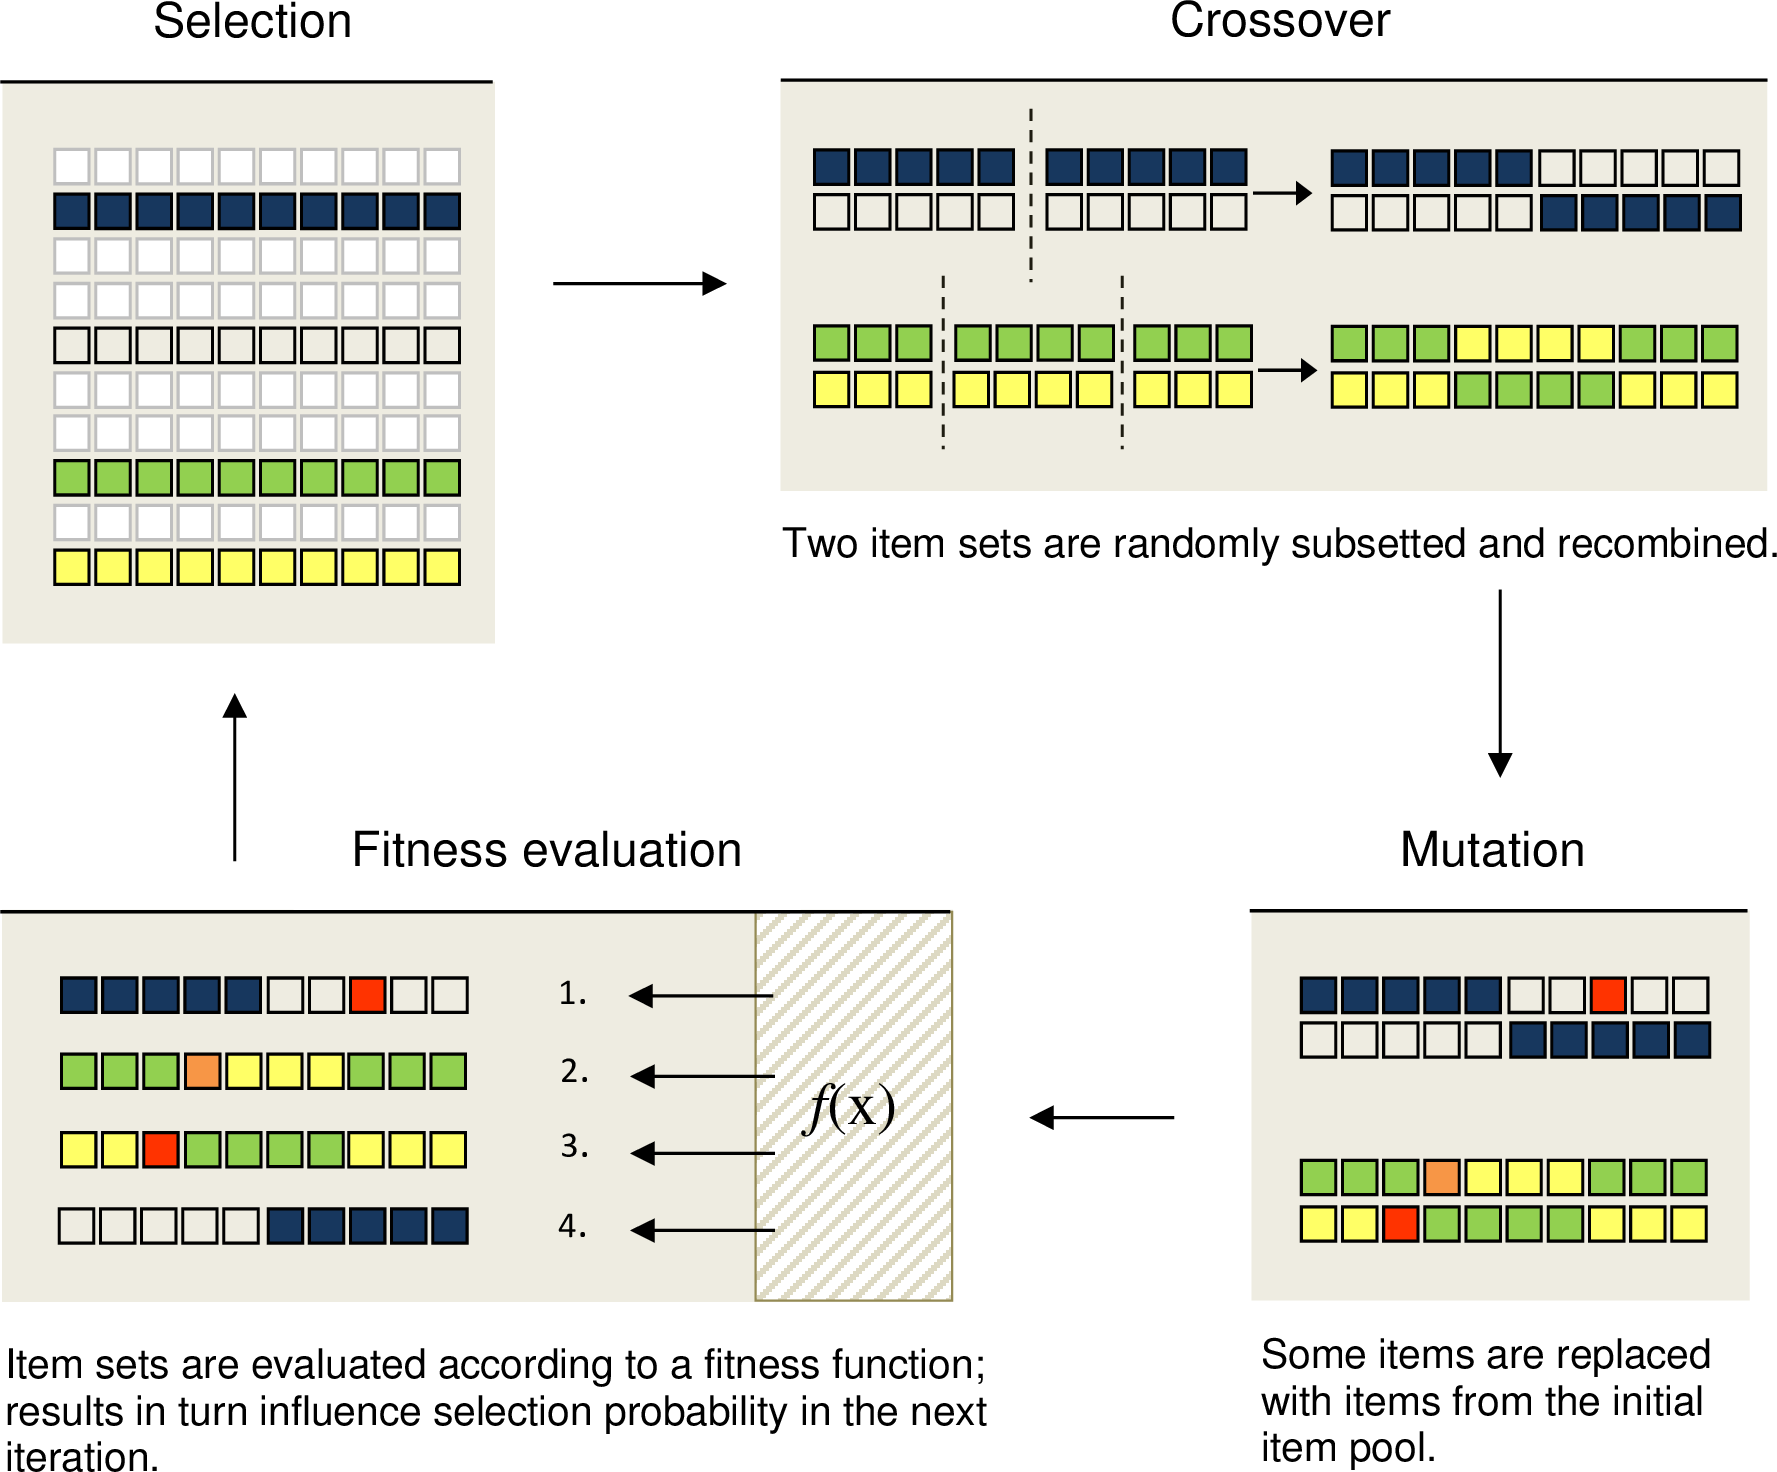 Selection
Crossover
Two item sets are randomly subsetted and recombined.
Fitness evaluation
Mutation
1.
2.
3.
4.
f(x)
Item sets are evaluated according to a fitness function;
results in turn influence selection probability in the next
iteration.
Some items are replaced
with items from the initial
item pool.